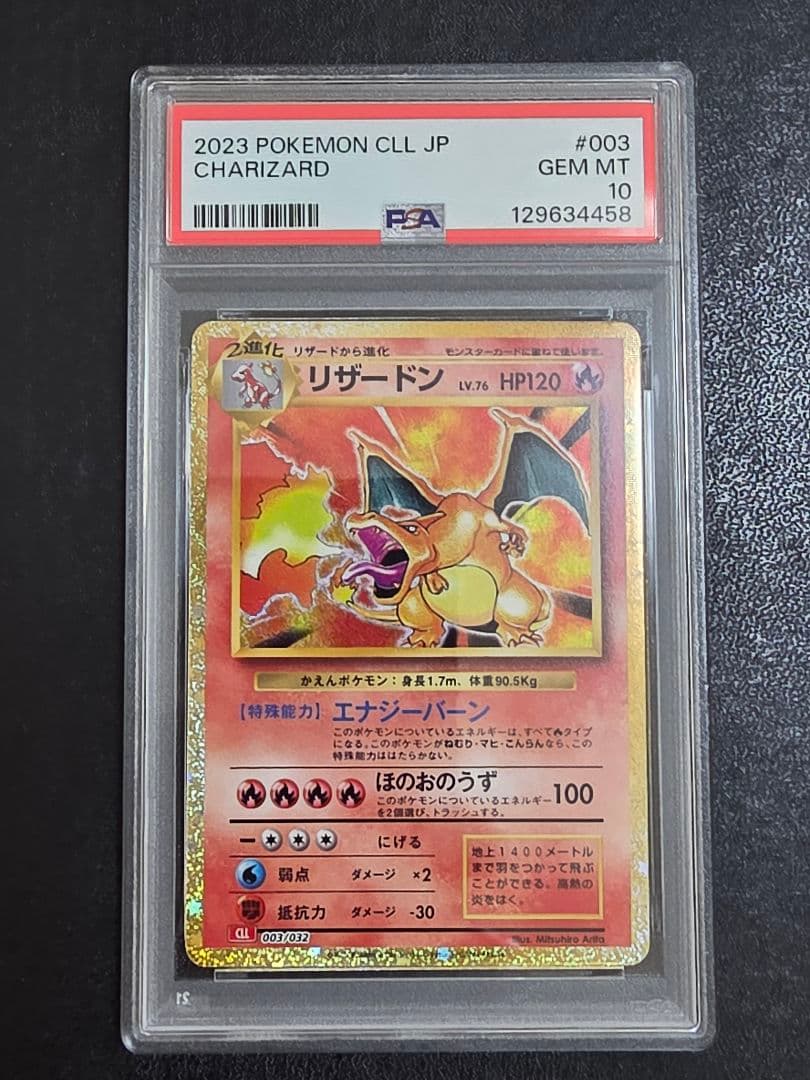 2023 POKEMON CLL JP #003
CHARIZARD GEM MT
10
PSA 129634458
2進化 リザードから進化 モンスターカードに重ねて使います。
リザードン LV.76 HP120
かえんポケモン：身長1.7m、体重90.5Kg
【特殊能力】エナジーバーン
このポケモンについているエネルギーは、すべて🔥タイプ
になる。このポケモンがねむり・マヒ・こんらんなら、この
特殊能力ははたらかない。
ほのおのうず 100
このポケモンについているエネルギー
を2個選び、トラッシュする。
にげる
弱点 ダメージ ×2
抵抗力 ダメージ -30
地上1400メートル
まで羽をつかって飛ぶ
ことができる。高熱の
炎をはく。
CLL 003/032
Illus. Mitsuhiro Arita